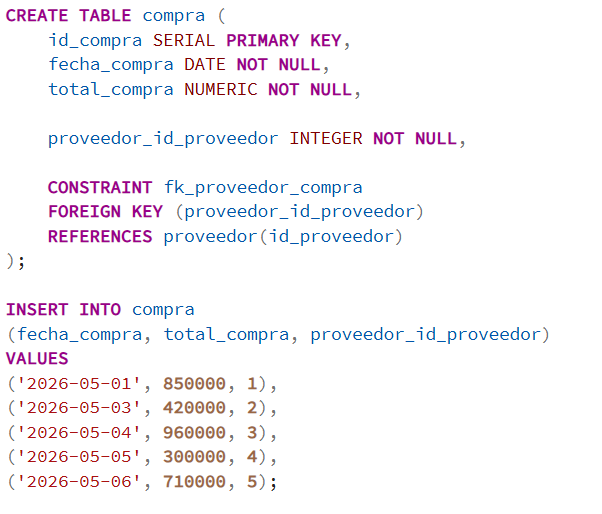 CREATE TABLE compra (
    id_compra SERIAL PRIMARY KEY,
    fecha_compra DATE NOT NULL,
    total_compra NUMERIC NOT NULL,

    proveedor_id_proveedor INTEGER NOT NULL,

    CONSTRAINT fk_proveedor_compra
    FOREIGN KEY (proveedor_id_proveedor)
    REFERENCES proveedor(id_proveedor)
);

INSERT INTO compra
(fecha_compra, total_compra, proveedor_id_proveedor)
VALUES
('2026-05-01', 850000, 1),
('2026-05-03', 420000, 2),
('2026-05-04', 960000, 3),
('2026-05-05', 300000, 4),
('2026-05-06', 710000, 5);